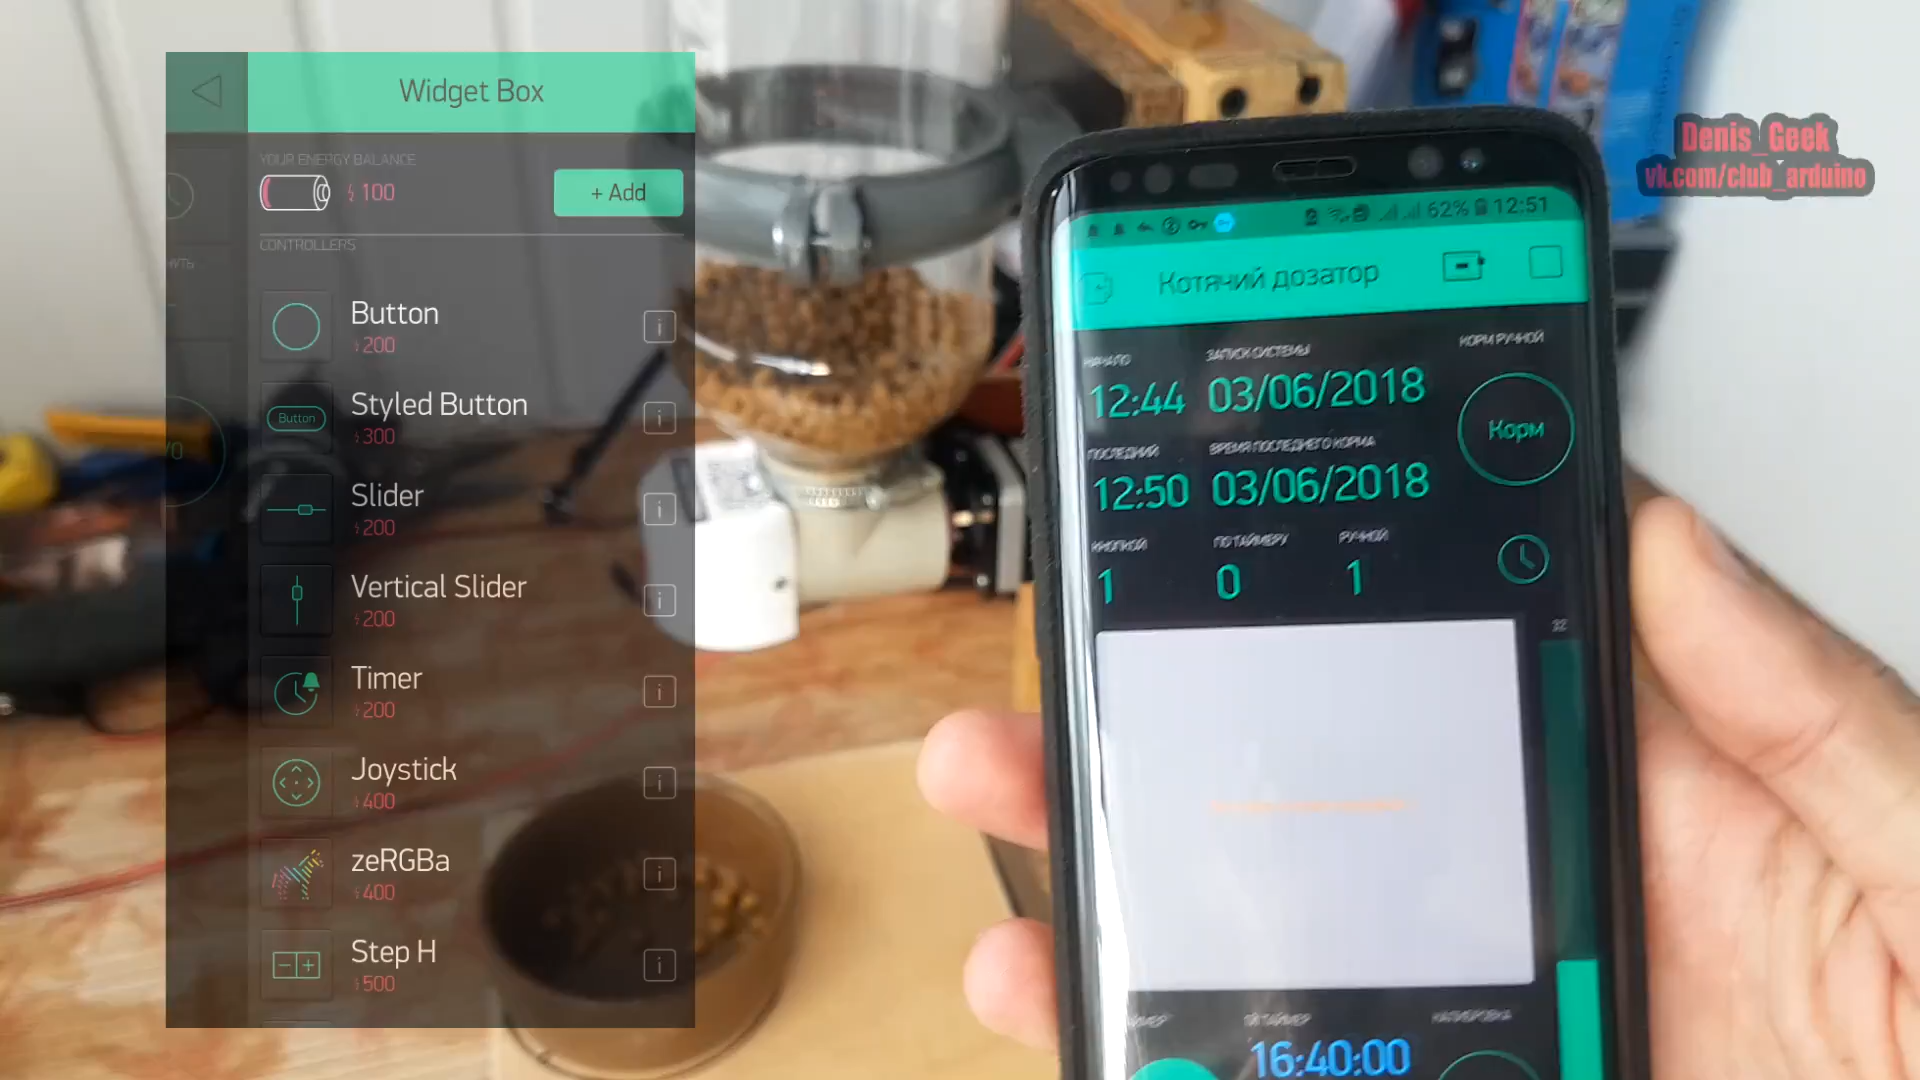 Widget Box
YOUR ENERGY BALANCE
100
+ Add
CONTROLLERS
Button
200
Styled Button
Button
300
Slider
200
Vertical Slider
200
Timer
200
Joystick
400
zeRGBa
400
Step H
500
Denis_Geek
vk.com/club_arduino
62% 12:51
Котячий дозатор
НАЧАЛО ЗАПУСК СИСТЕМЫ КОРМ РУЧНОЙ
12:44 03/06/2018
Корм
ПОСЛЕДНИЙ ВРЕМЯ ПОСЛЕДНЕГО КОРМА
12:50 03/06/2018
КНОПКОЙ ПО ТАЙМЕРУ РУЧНОЙ
1 0 1
32
КАЛИБРОВКА
16:40:00